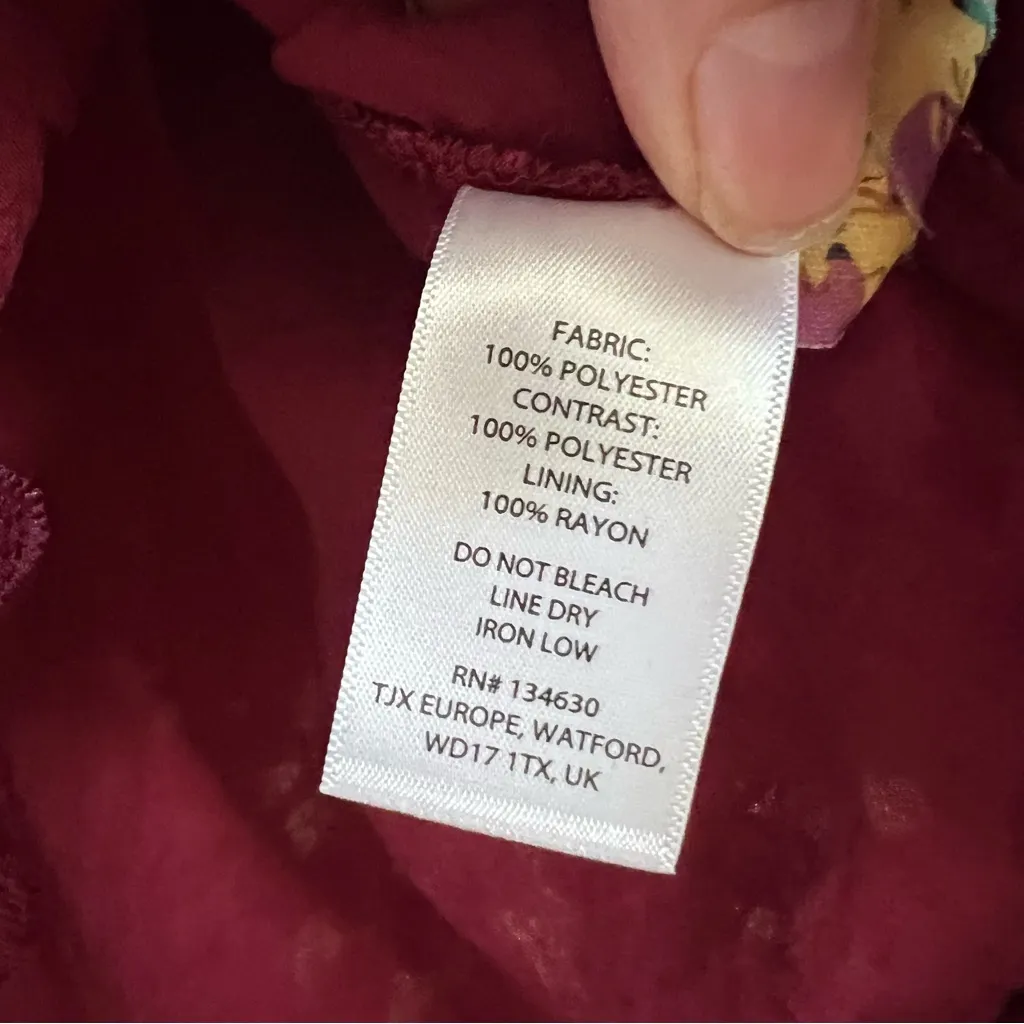 FABRIC:
100% POLYESTER
CONTRAST:
100% POLYESTER
LINING:
100% RAYON
DO NOT BLEACH
LINE DRY
IRON LOW
RN# 134630
TJX EUROPE, WATFORD,
WD17 1TX, UK